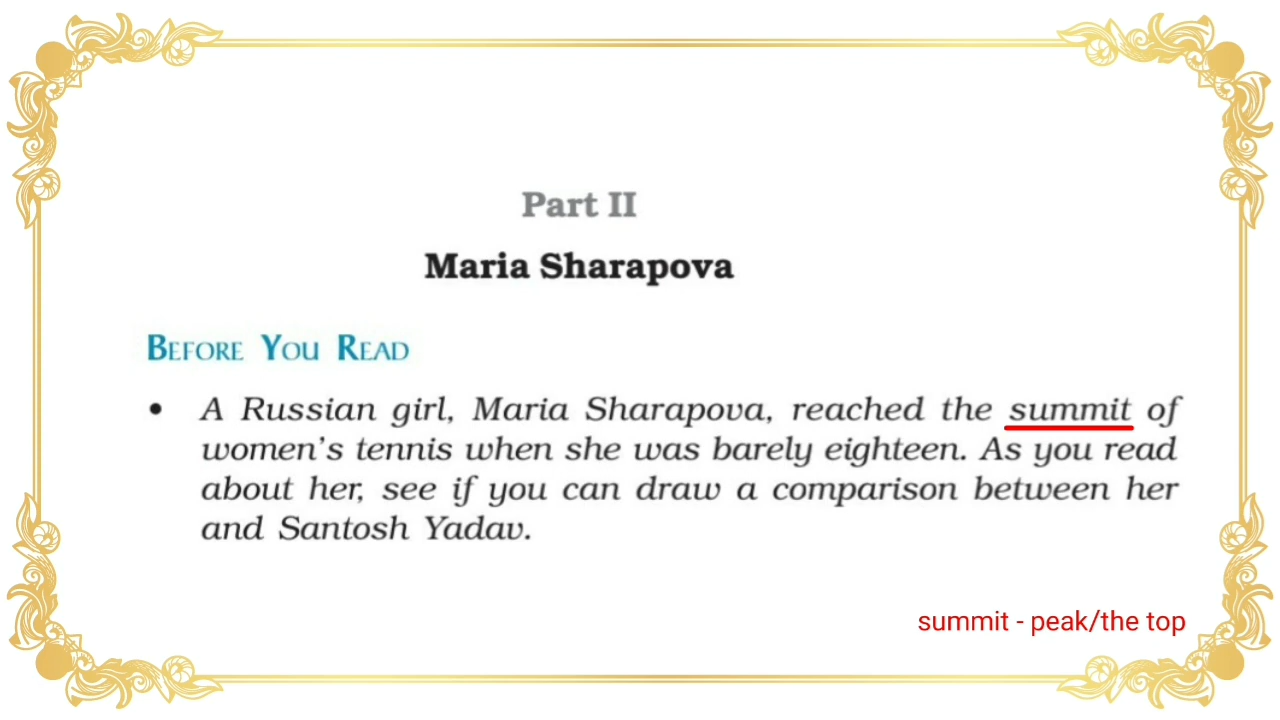 Part II
Maria Sharapova
BEFORE YOU READ
• A Russian girl, Maria Sharapova, reached the summit of
women's tennis when she was barely eighteen. As you read
about her, see if you can draw a comparison between her
and Santosh Yadav.
summit - peak/the top